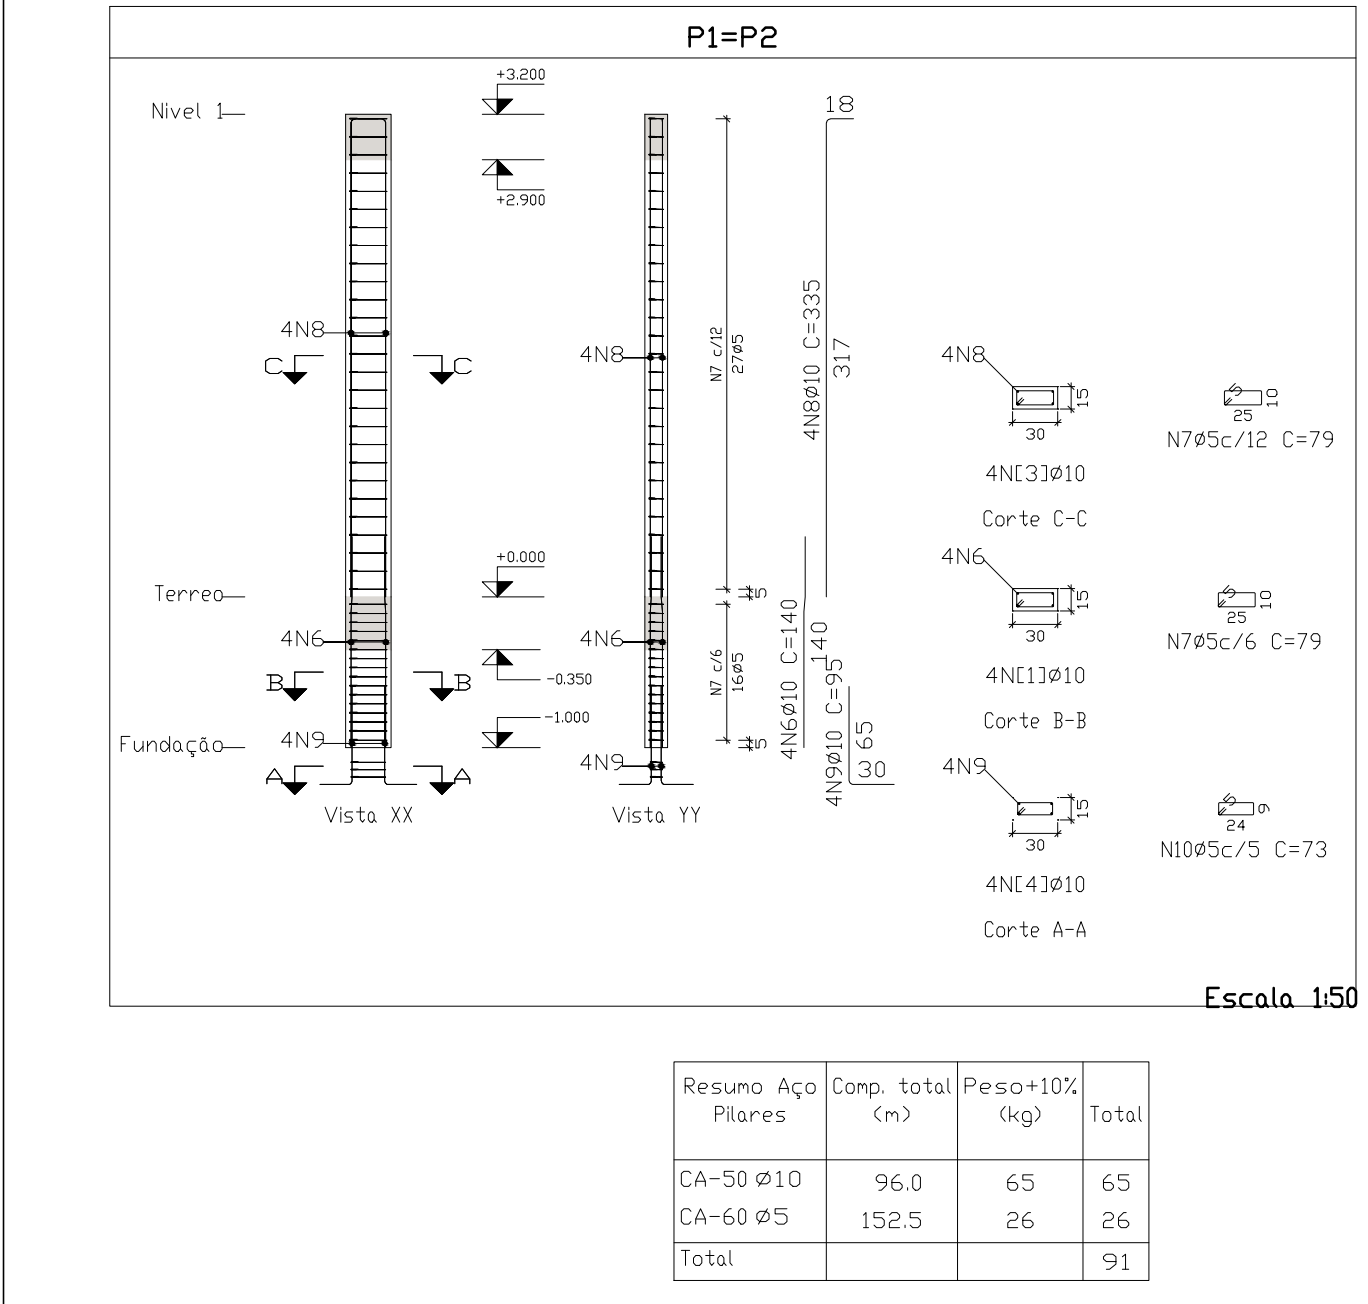 P1=P2
Nivel 1
+3.200
+2.900
4N8
C
C
Terreo
+0.000
4N6
-0.350
B
B
-1.000
Fundação
4N9
A
A
Vista XX
4N8
4N6
4N9
Vista YY
N7 c/12
27Ø5
5
N7 c/6
16Ø5
5
18
4N8Ø10 C=335
317
4N6Ø10 C=140
140
4N9Ø10 C=95
65
30
4N8
15
30
4N[3]Ø10
Corte C-C
5
10
25
N7Ø5c/12 C=79
4N6
15
30
4N[1]Ø10
Corte B-B
5
10
25
N7Ø5c/6 C=79
4N9
15
30
4N[4]Ø10
Corte A-A
5
9
24
N10Ø5c/5 C=73
Escala 1:50
Resumo Aço Comp. total Peso+10%
Pilares (m) (kg) Total
CA-50 Ø10 96.0 65 65
CA-60 Ø5 152.5 26 26
Total 91